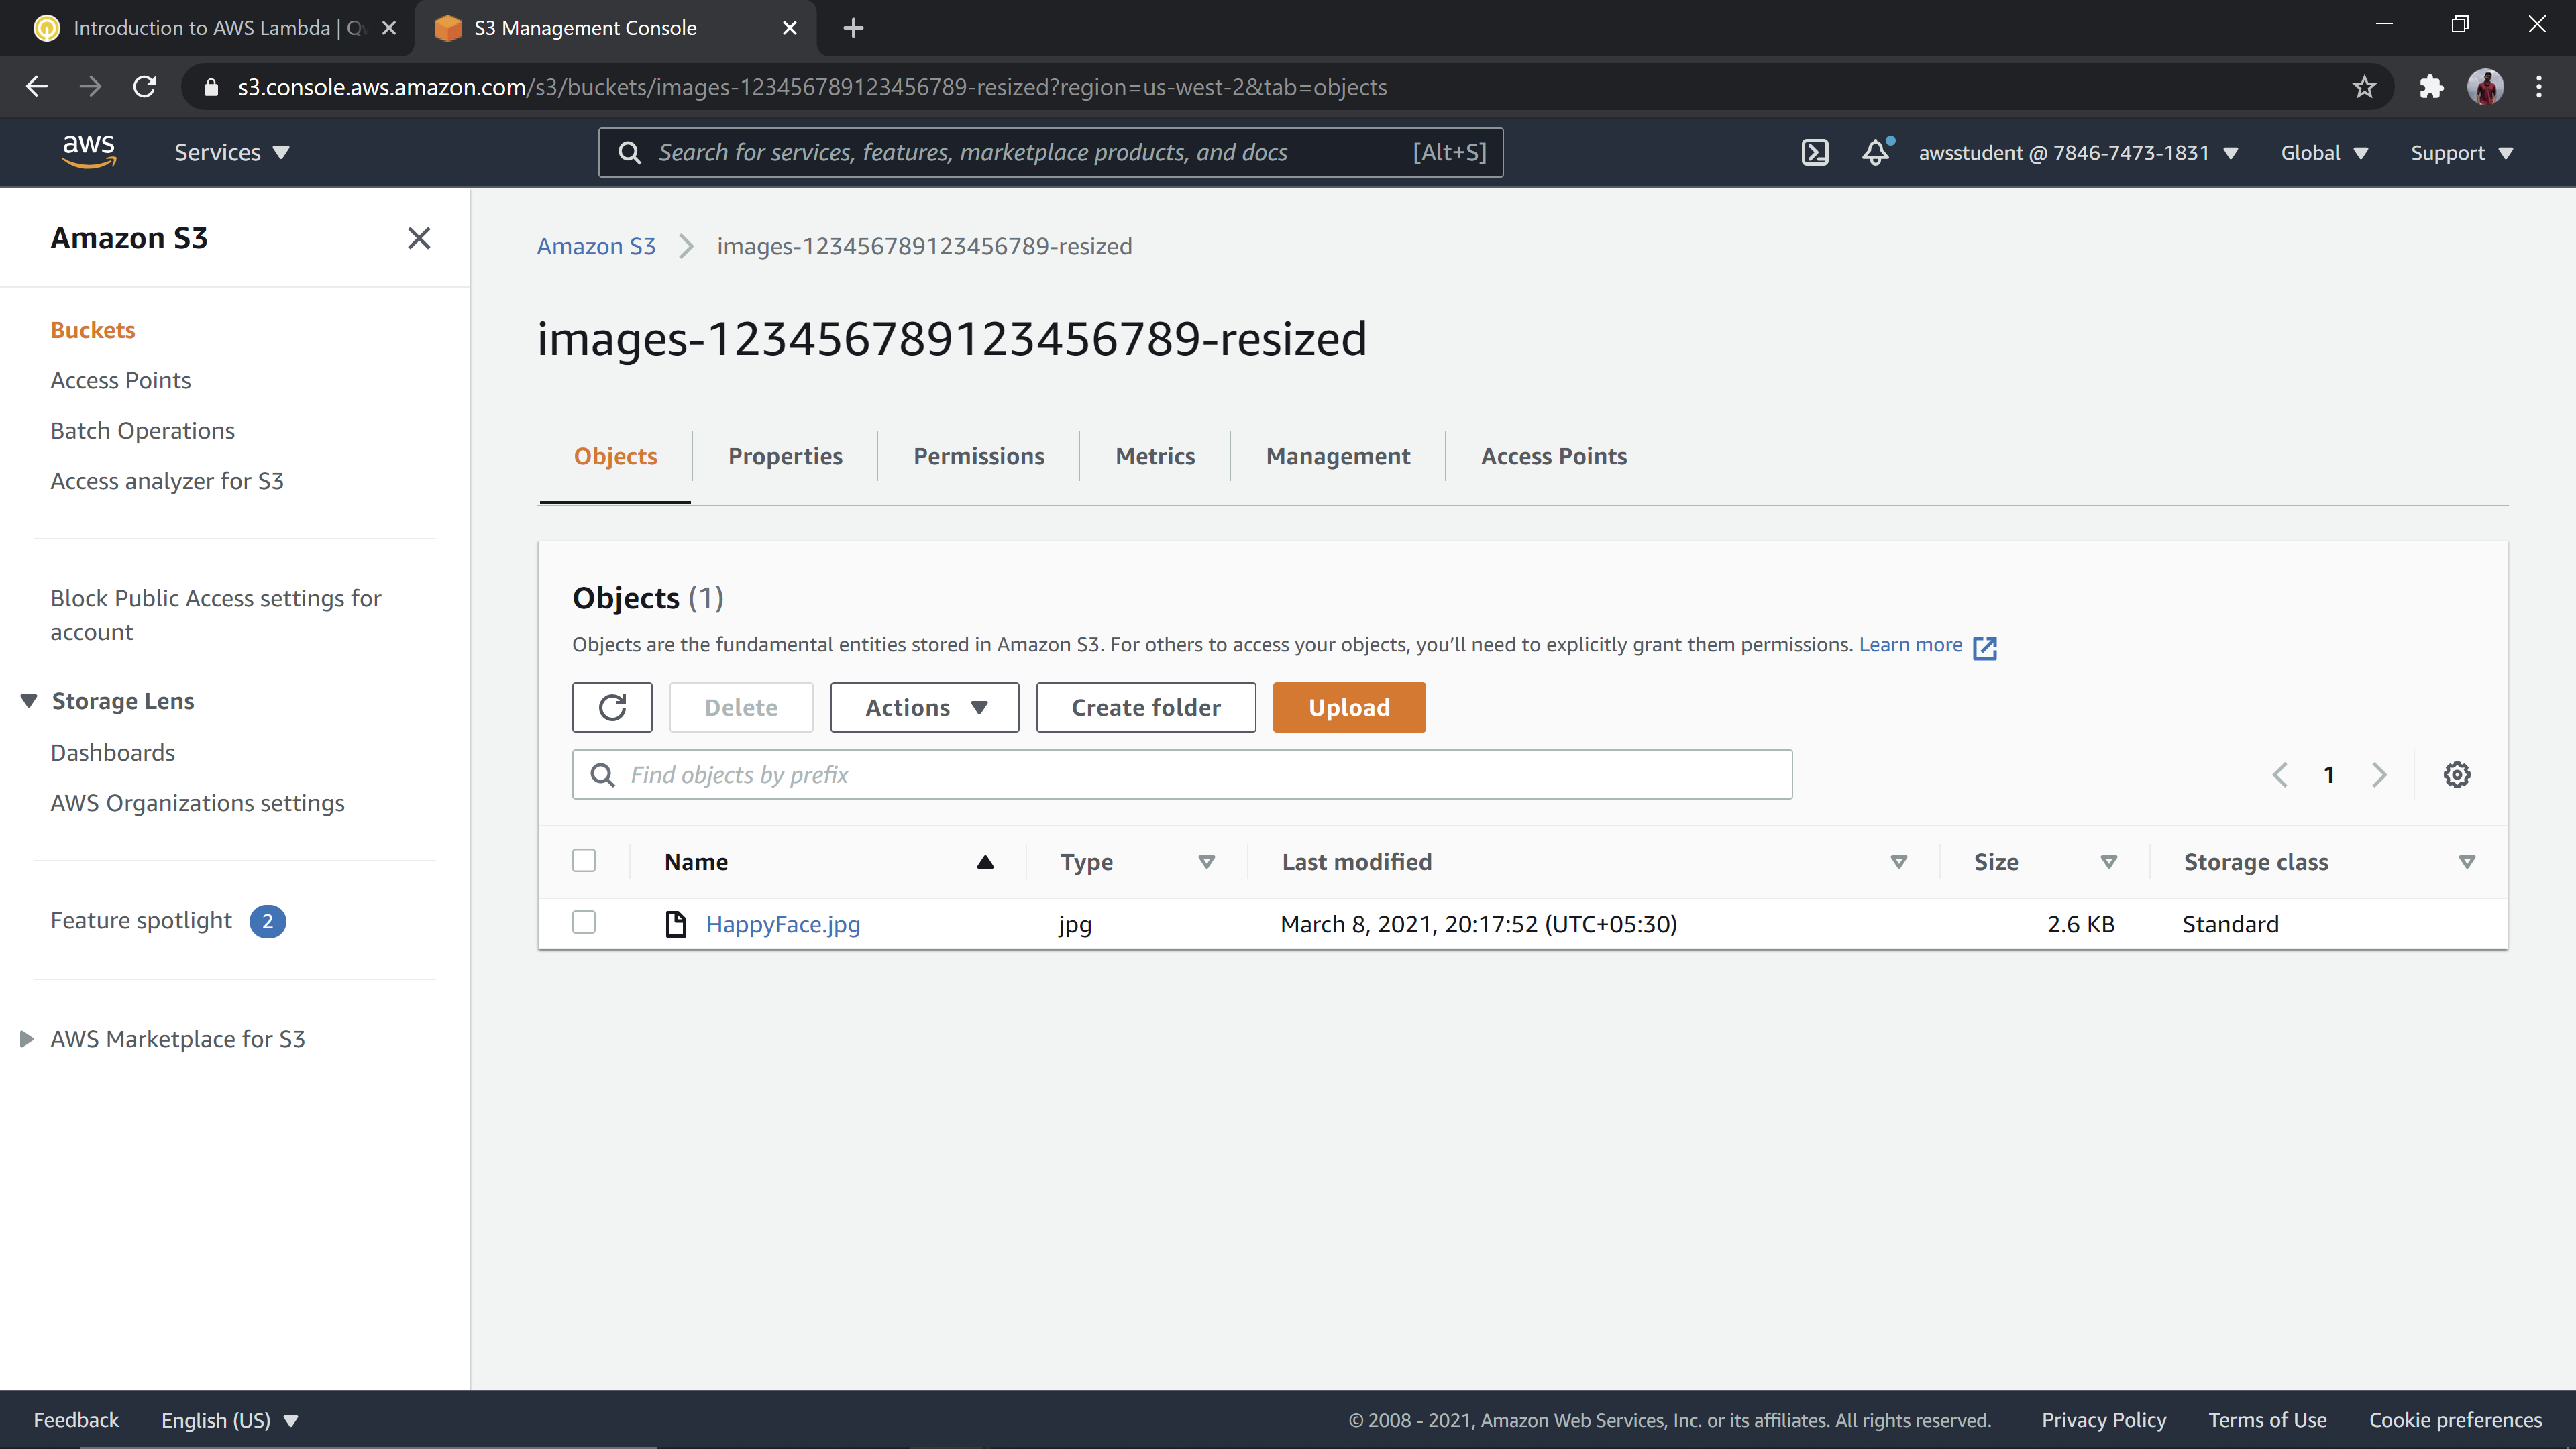 Introduction to AWS Lambda | Qw
S3 Management Console
s3.console.aws.amazon.com/s3/buckets/images-123456789123456789-resized?region=us-west-2&tab=objects
aws
Services
Search for services, features, marketplace products, and docs
[Alt+S]
awsstudent @ 7846-7473-1831
Global
Support
Amazon S3
Buckets
Access Points
Batch Operations
Access analyzer for S3
Block Public Access settings for
account
Storage Lens
Dashboards
AWS Organizations settings
Feature spotlight 2
AWS Marketplace for S3
Amazon S3 images-123456789123456789-resized
images-123456789123456789-resized
Objects Properties Permissions Metrics Management Access Points
Objects (1)
Objects are the fundamental entities stored in Amazon S3. For others to access your objects, you’ll need to explicitly grant them permissions. Learn more
Delete Actions Create folder Upload
Find objects by prefix
1
Name Type Last modified Size Storage class
HappyFace.jpg jpg March 8, 2021, 20:17:52 (UTC+05:30) 2.6 KB Standard
Feedback English (US) © 2008 - 2021, Amazon Web Services, Inc. or its affiliates. All rights reserved. Privacy Policy Terms of Use Cookie preferences